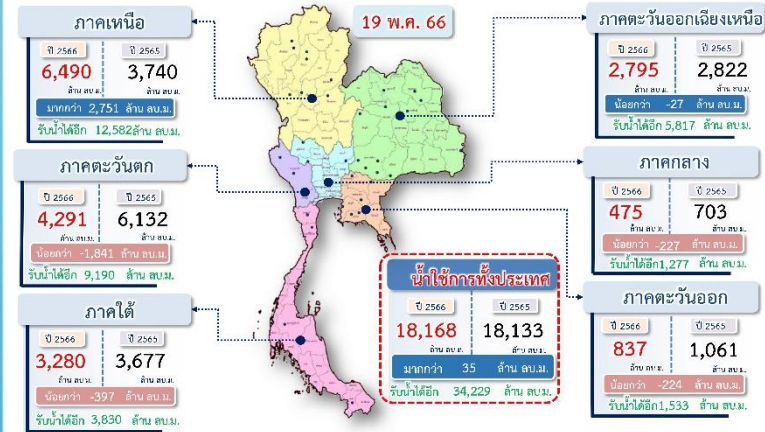 ภาคเหนือ
ปี 2566 ปี 2565
6,490 3,740
ล้าน ลบ.ม. ล้าน ลบ.ม.
มากกว่า 2,751 ล้าน ลบ.ม.
รับน้ำได้อีก 12,582 ล้าน ลบ.ม.
19 พ.ค. 66
ภาคตะวันออกเฉียงเหนือ
ปี 2566 ปี 2565
2,795 2,822
ล้าน ลบ.ม. ล้าน ลบ.ม.
น้อยกว่า -27 ล้าน ลบ.ม.
รับน้ำได้อีก 5,817 ล้าน ลบ.ม.
ภาคตะวันตก
ปี 2566 ปี 2565
4,291 6,132
ล้าน ลบ.ม. ล้าน ลบ.ม.
น้อยกว่า -1,841 ล้าน ลบ.ม.
รับน้ำได้อีก 9,190 ล้าน ลบ.ม.
ภาคกลาง
ปี 2566 ปี 2565
475 703
ล้าน ลบ.ม. ล้าน ลบ.ม.
น้อยกว่า -227 ล้าน ลบ.ม.
รับน้ำได้อีก 1,277 ล้าน ลบ.ม.
ภาคใต้
ปี 2566 ปี 2565
3,280 3,677
ล้าน ลบ.ม. ล้าน ลบ.ม.
น้อยกว่า -397 ล้าน ลบ.ม.
รับน้ำได้อีก 3,830 ล้าน ลบ.ม.
น้ำใช้การทั้งประเทศ
ปี 2566 ปี 2565
18,168 18,133
ล้าน ลบ.ม. ล้าน ลบ.ม.
มากกว่า 35 ล้าน ลบ.ม.
รับน้ำได้อีก 34,229 ล้าน ลบ.ม.
ภาคตะวันออก
ปี 2566 ปี 2565
837 1,061
ล้าน ลบ.ม. ล้าน ลบ.ม.
น้อยกว่า -224 ล้าน ลบ.ม.
รับน้ำได้อีก 1,533 ล้าน ลบ.ม.